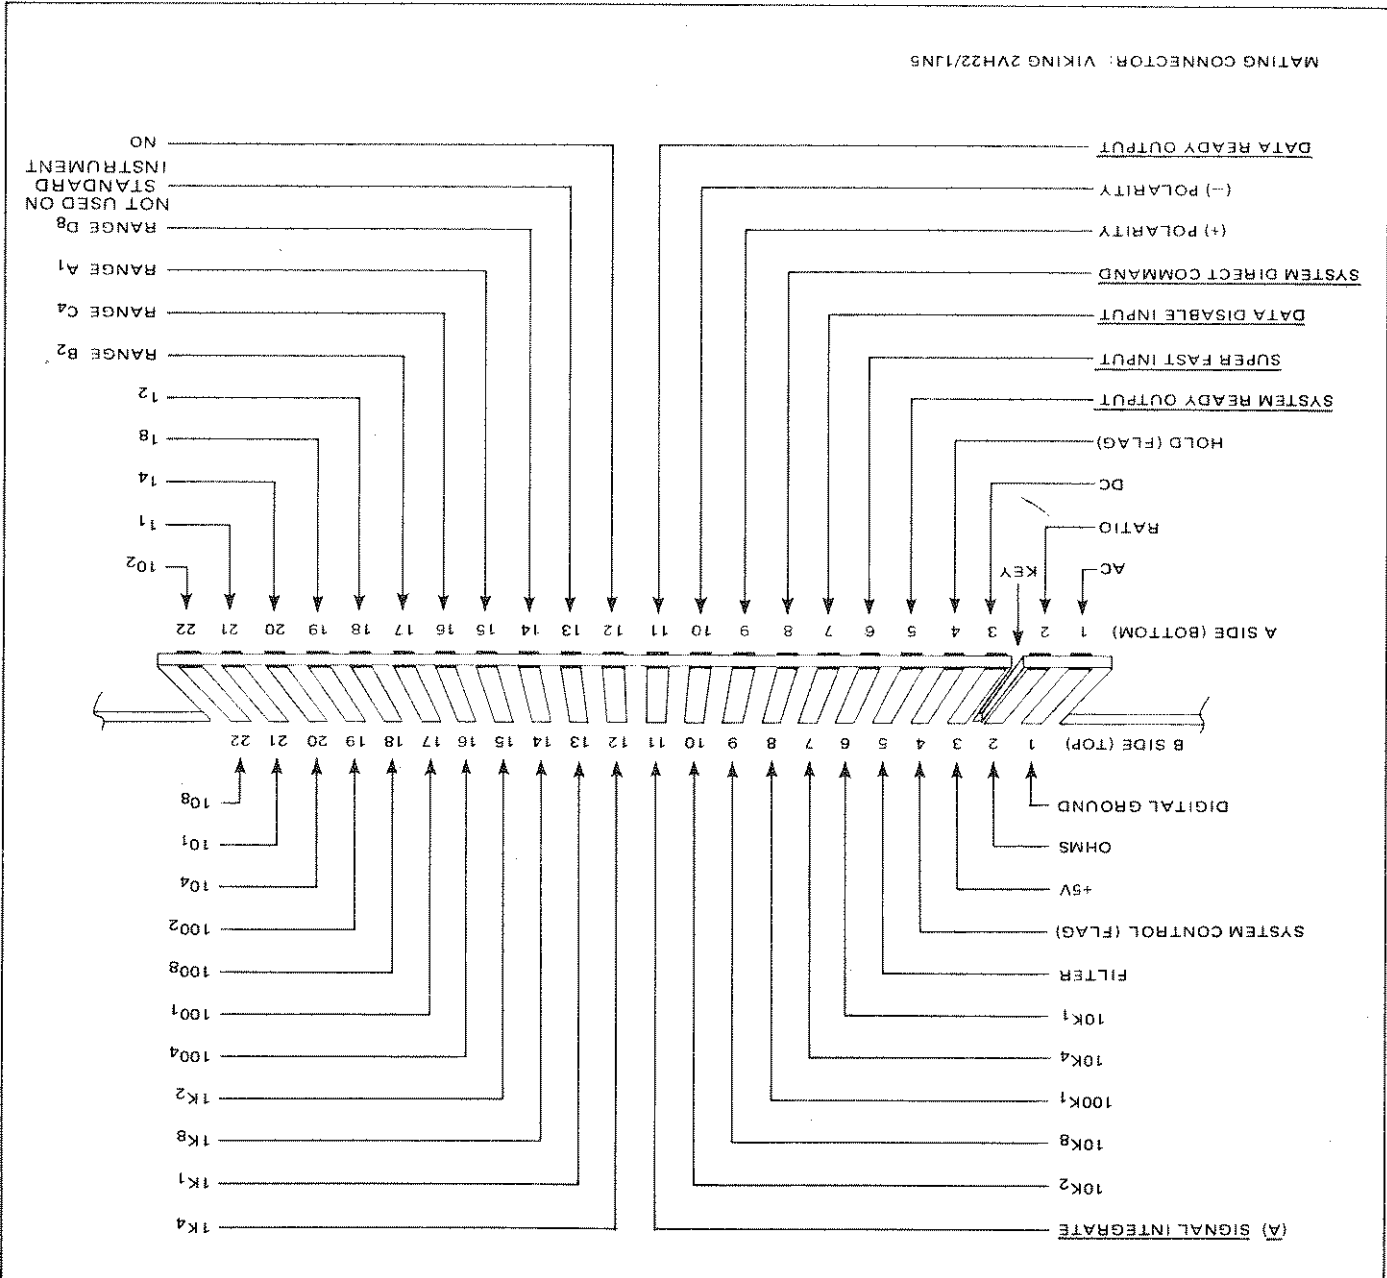 (A) SIGNAL INTEGRATE
1K4
10K2
1K1
10K8
1K8
100K1
1K2
10K4
1004
10K1
1001
FILTER
1008
SYSTEM CONTROL (FLAG)
1002
+5V
104
OHMS
101
DIGITAL GROUND
108
B SIDE (TOP) 1 2 3 4 5 6 7 8 9 10 11 12 13 14 15 16 17 18 19 20 21 22
A SIDE (BOTTOM) 1 2 3 4 5 6 7 8 9 10 11 12 13 14 15 16 17 18 19 20 21 22
AC
KEY
102
RATIO
11
DC
14
HOLD (FLAG)
18
SYSTEM READY OUTPUT
12
SUPER FAST INPUT
RANGE B2
DATA DISABLE INPUT
RANGE C4
SYSTEM DIRECT COMMAND
RANGE A1
(+) POLARITY
RANGE D8
(−) POLARITY
NOT USED ON
STANDARD
INSTRUMENT
DATA READY OUTPUT
NO
MATING CONNECTOR: VIKING 2VH22/1JN5